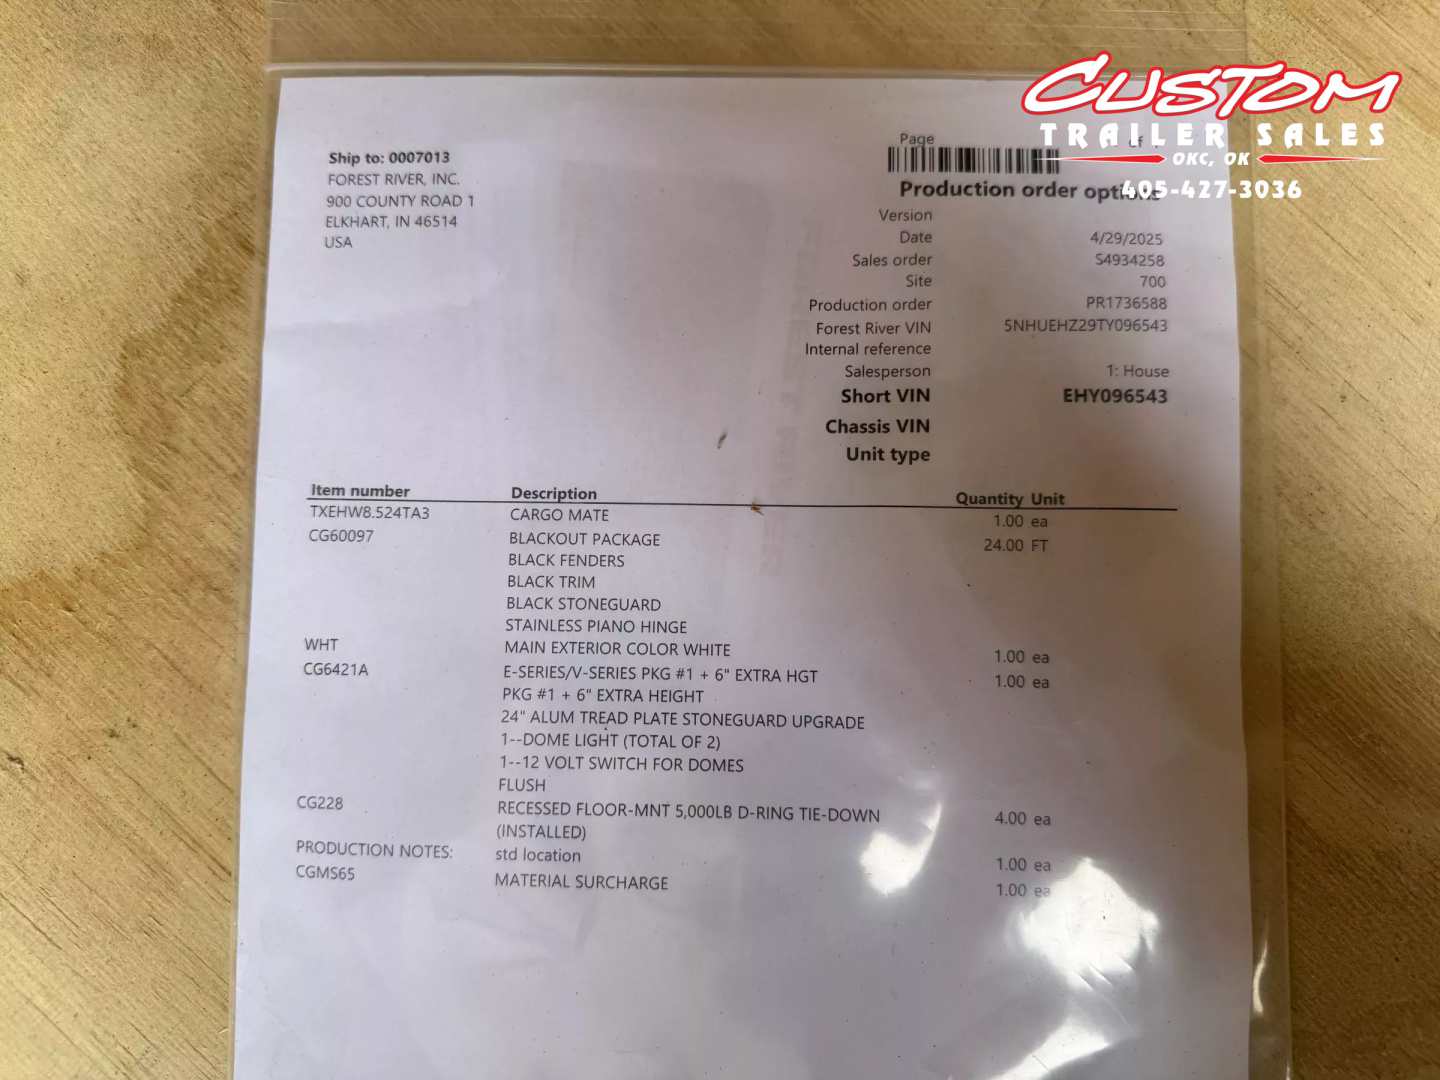 CUSTOM
TRAILER SALES
OKC, OK
405-427-3036
Page
of
Production order options
Ship to: 0007013
FOREST RIVER, INC.
900 COUNTY ROAD 1
ELKHART, IN 46514
USA
Version
Date 4/29/2025
Sales order S4934258
Site 700
Production order PR1736588
Forest River VIN 5NHUEHZ29TY096543
Internal reference
Salesperson 1: House
Short VIN EHY096543
Chassis VIN
Unit type
Item number Description Quantity Unit
TXEHW8.524TA3 CARGO MATE 1.00 ea
CG60097 BLACKOUT PACKAGE 24.00 FT
BLACK FENDERS
BLACK TRIM
BLACK STONEGUARD
STAINLESS PIANO HINGE
WHT MAIN EXTERIOR COLOR WHITE 1.00 ea
CG6421A E-SERIES/V-SERIES PKG #1 + 6" EXTRA HGT 1.00 ea
PKG #1 + 6" EXTRA HEIGHT
24" ALUM TREAD PLATE STONEGUARD UPGRADE
1--DOME LIGHT (TOTAL OF 2)
1--12 VOLT SWITCH FOR DOMES
FLUSH
CG228 RECESSED FLOOR-MNT 5,000LB D-RING TIE-DOWN 4.00 ea
(INSTALLED)
PRODUCTION NOTES: std location 1.00 ea
CGMS65 MATERIAL SURCHARGE 1.00 ea